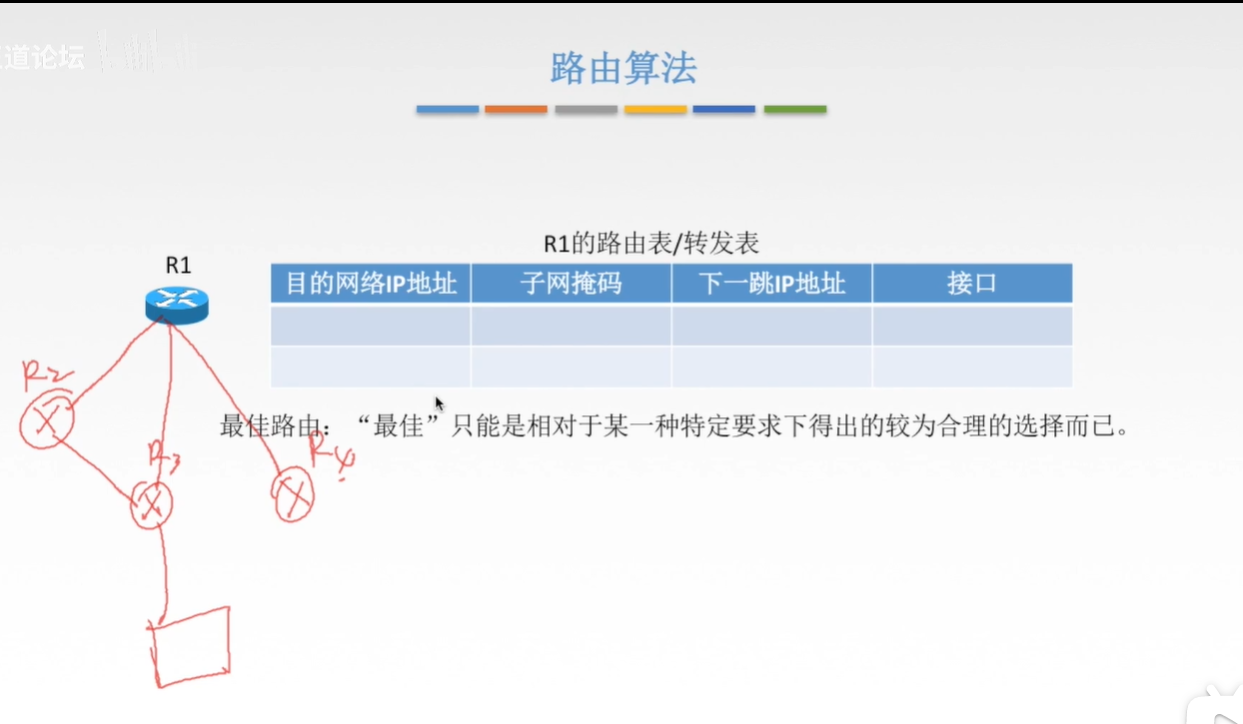 道论坛
路由算法
R1的路由表/转发表
R1
目的网络IP地址 子网掩码 下一跳IP地址 接口
R2
最佳路由：“最佳”只能是相对于某一种特定要求下得出的较为合理的选择而已。
R3
R4